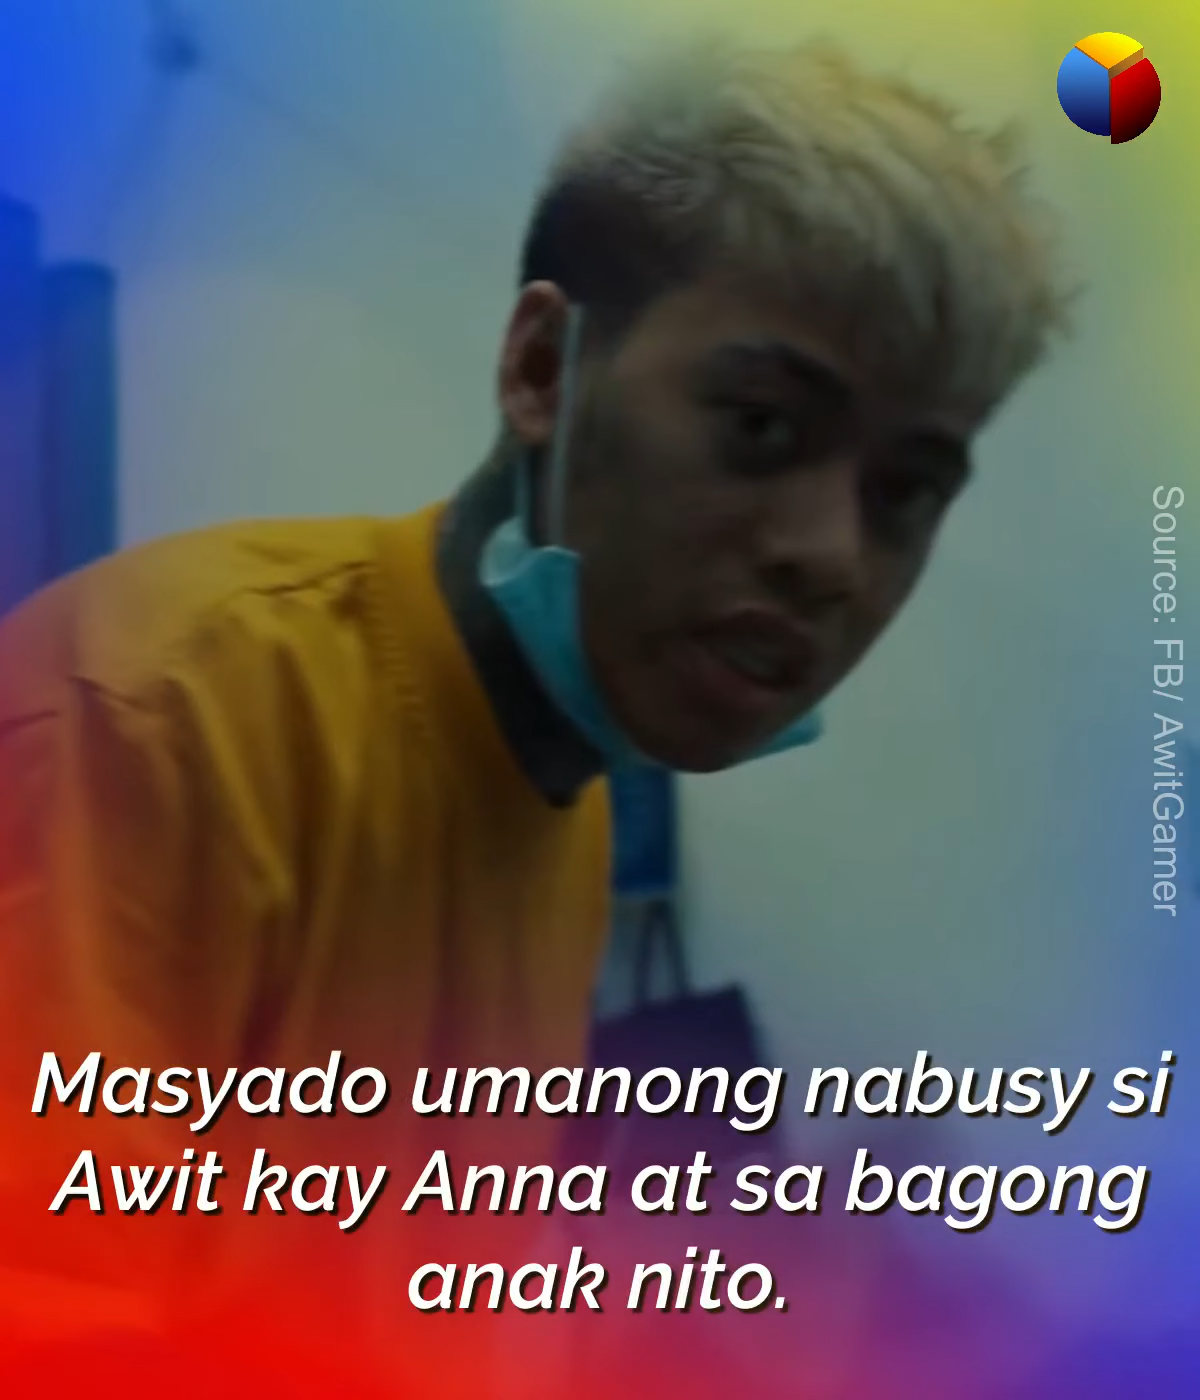 Source: FB/ AwitGamer
Masyado umanong nabusy si
Awit kay Anna at sa bagong
anak nito.